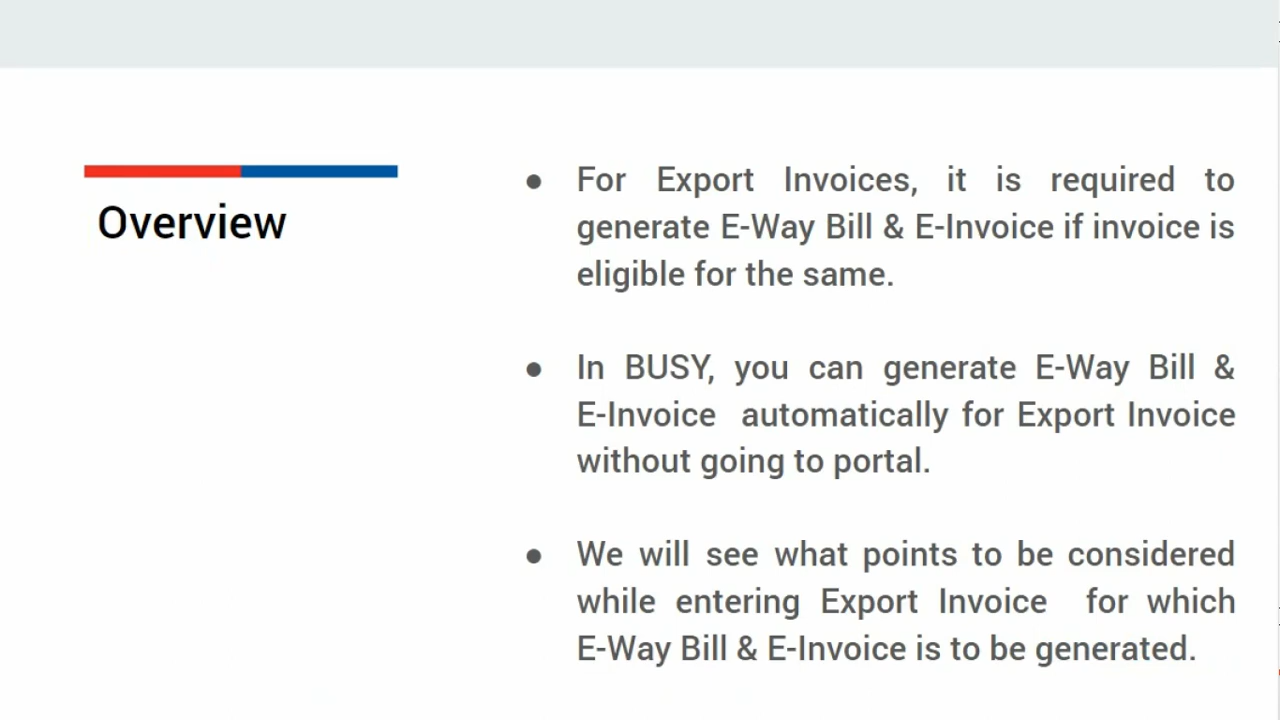 Overview
● For Export Invoices, it is required to
generate E-Way Bill & E-Invoice if invoice is
eligible for the same.
● In BUSY, you can generate E-Way Bill &
E-Invoice automatically for Export Invoice
without going to portal.
● We will see what points to be considered
while entering Export Invoice for which
E-Way Bill & E-Invoice is to be generated.